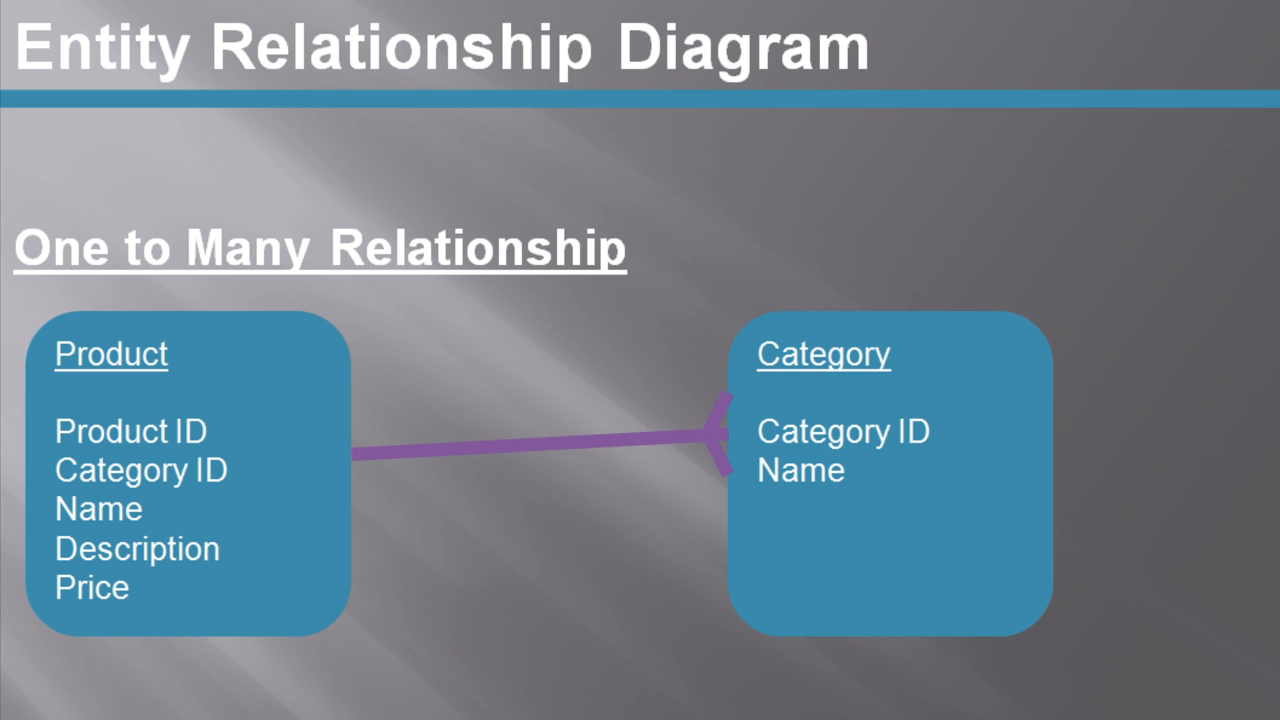 Entity Relationship Diagram
One to Many Relationship
Product
Product ID
Category ID
Name
Description
Price
Category
Category ID
Name